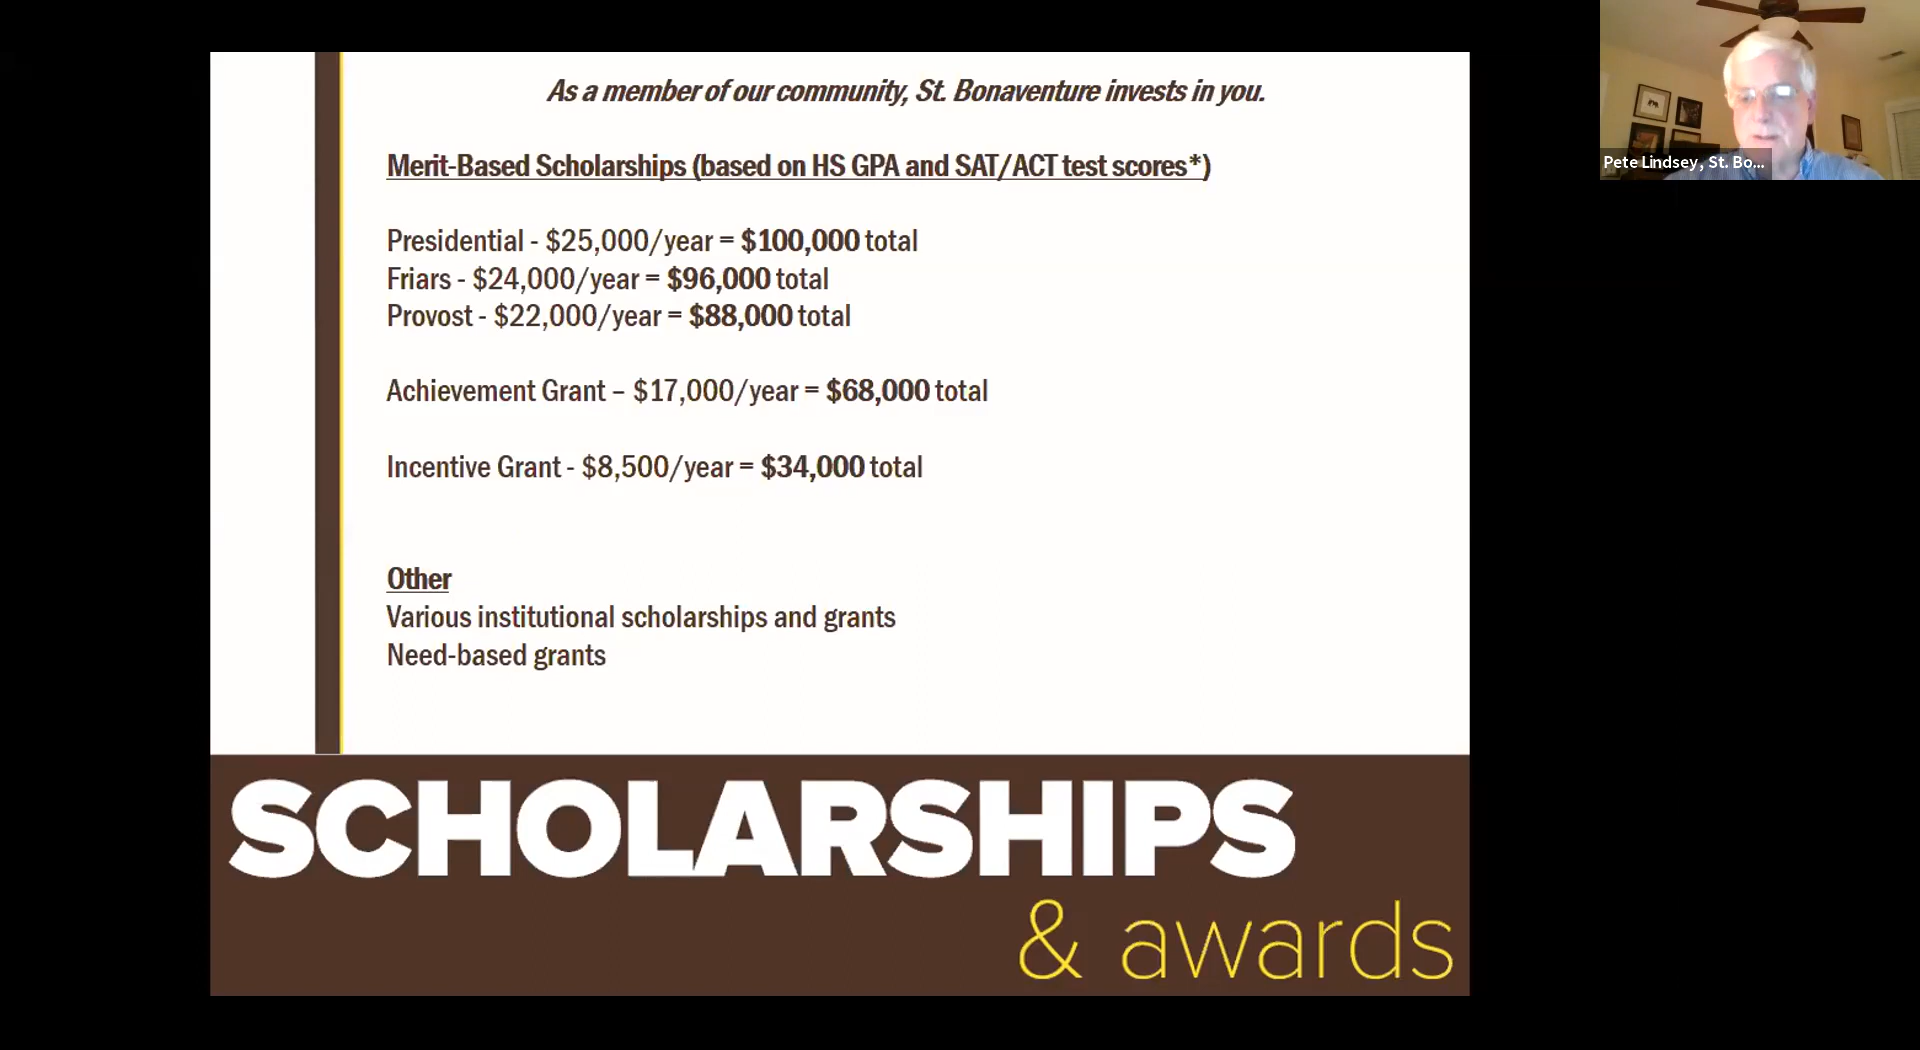 As a member of our community, St. Bonaventure invests in you.
Merit-Based Scholarships (based on HS GPA and SAT/ACT test scores*)
Presidential - $25,000/year = $100,000 total
Friars - $24,000/year = $96,000 total
Provost - $22,000/year = $88,000 total
Achievement Grant – $17,000/year = $68,000 total
Incentive Grant - $8,500/year = $34,000 total
Other
Various institutional scholarships and grants
Need-based grants
SCHOLARSHIPS
& awards
Pete Lindsey, St. Bo...